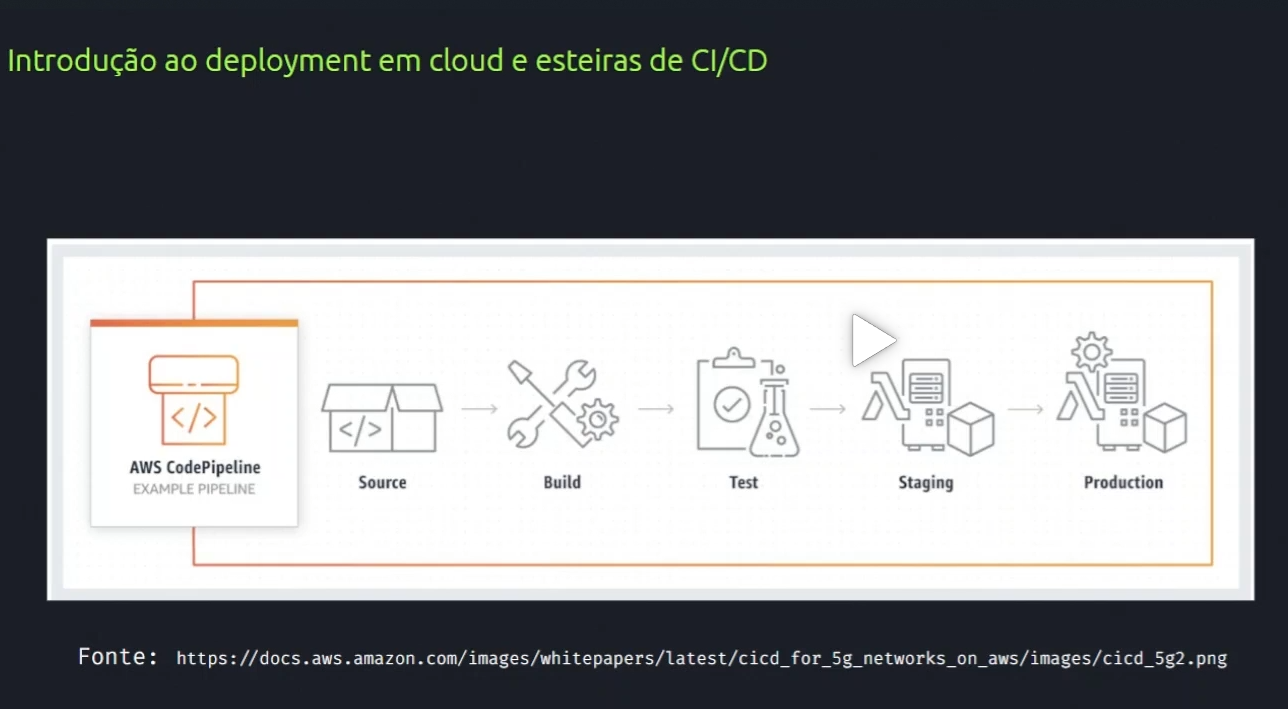 Introdução ao deployment em cloud e esteiras de CI/CD
</>
AWS CodePipeline
EXAMPLE PIPELINE
</>
Source
Build
Test
Staging
Production
Fonte: https://docs.aws.amazon.com/images/whitepapers/latest/cicd_for_5g_networks_on_aws/images/cicd_5g2.png